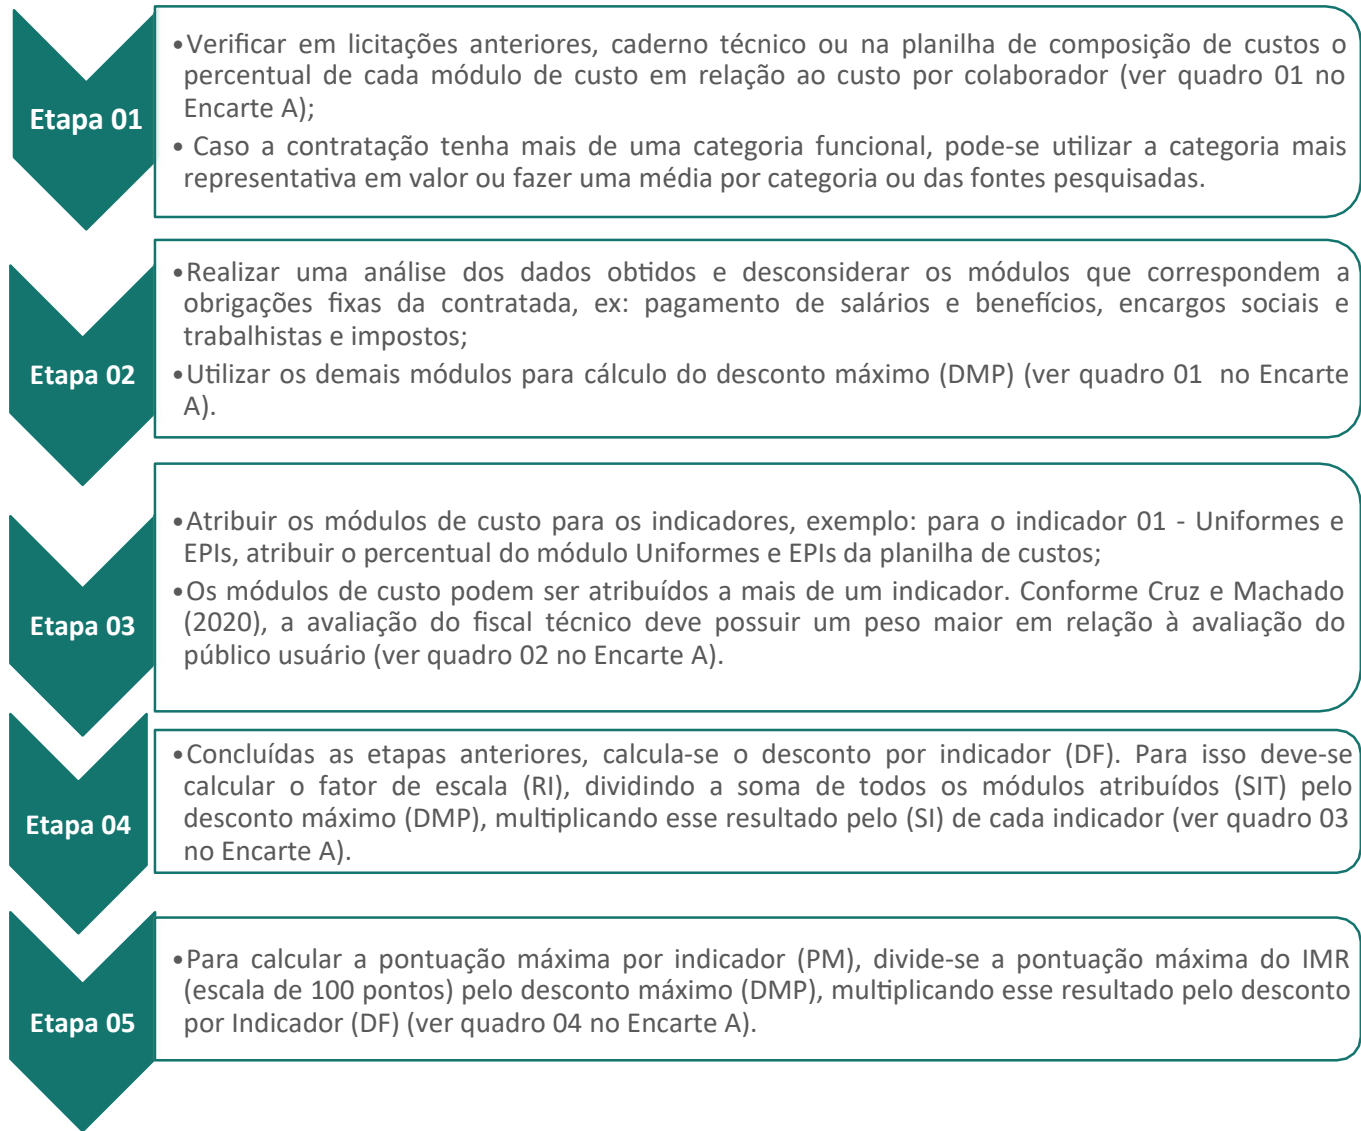 Etapa 01
•Verificar em licitações anteriores, caderno técnico ou na planilha de composição de custos o
percentual de cada módulo de custo em relação ao custo por colaborador (ver quadro 01 no
Encarte A);
• Caso a contratação tenha mais de uma categoria funcional, pode-se utilizar a categoria mais
representativa em valor ou fazer uma média por categoria ou das fontes pesquisadas.
Etapa 02
•Realizar uma análise dos dados obtidos e desconsiderar os módulos que correspondem a
obrigações fixas da contratada, ex: pagamento de salários e benefícios, encargos sociais e
trabalhistas e impostos;
•Utilizar os demais módulos para cálculo do desconto máximo (DMP) (ver quadro 01 no Encarte
A).
Etapa 03
•Atribuir os módulos de custo para os indicadores, exemplo: para o indicador 01 - Uniformes e
EPIs, atribuir o percentual do módulo Uniformes e EPIs da planilha de custos;
•Os módulos de custo podem ser atribuídos a mais de um indicador. Conforme Cruz e Machado
(2020), a avaliação do fiscal técnico deve possuir um peso maior em relação à avaliação do
público usuário (ver quadro 02 no Encarte A).
Etapa 04
•Concluídas as etapas anteriores, calcula-se o desconto por indicador (DF). Para isso deve-se
calcular o fator de escala (RI), dividindo a soma de todos os módulos atribuídos (SIT) pelo
desconto máximo (DMP), multiplicando esse resultado pelo (SI) de cada indicador (ver quadro 03
no Encarte A).
Etapa 05
•Para calcular a pontuação máxima por indicador (PM), divide-se a pontuação máxima do IMR
(escala de 100 pontos) pelo desconto máximo (DMP), multiplicando esse resultado pelo desconto
por Indicador (DF) (ver quadro 04 no Encarte A).